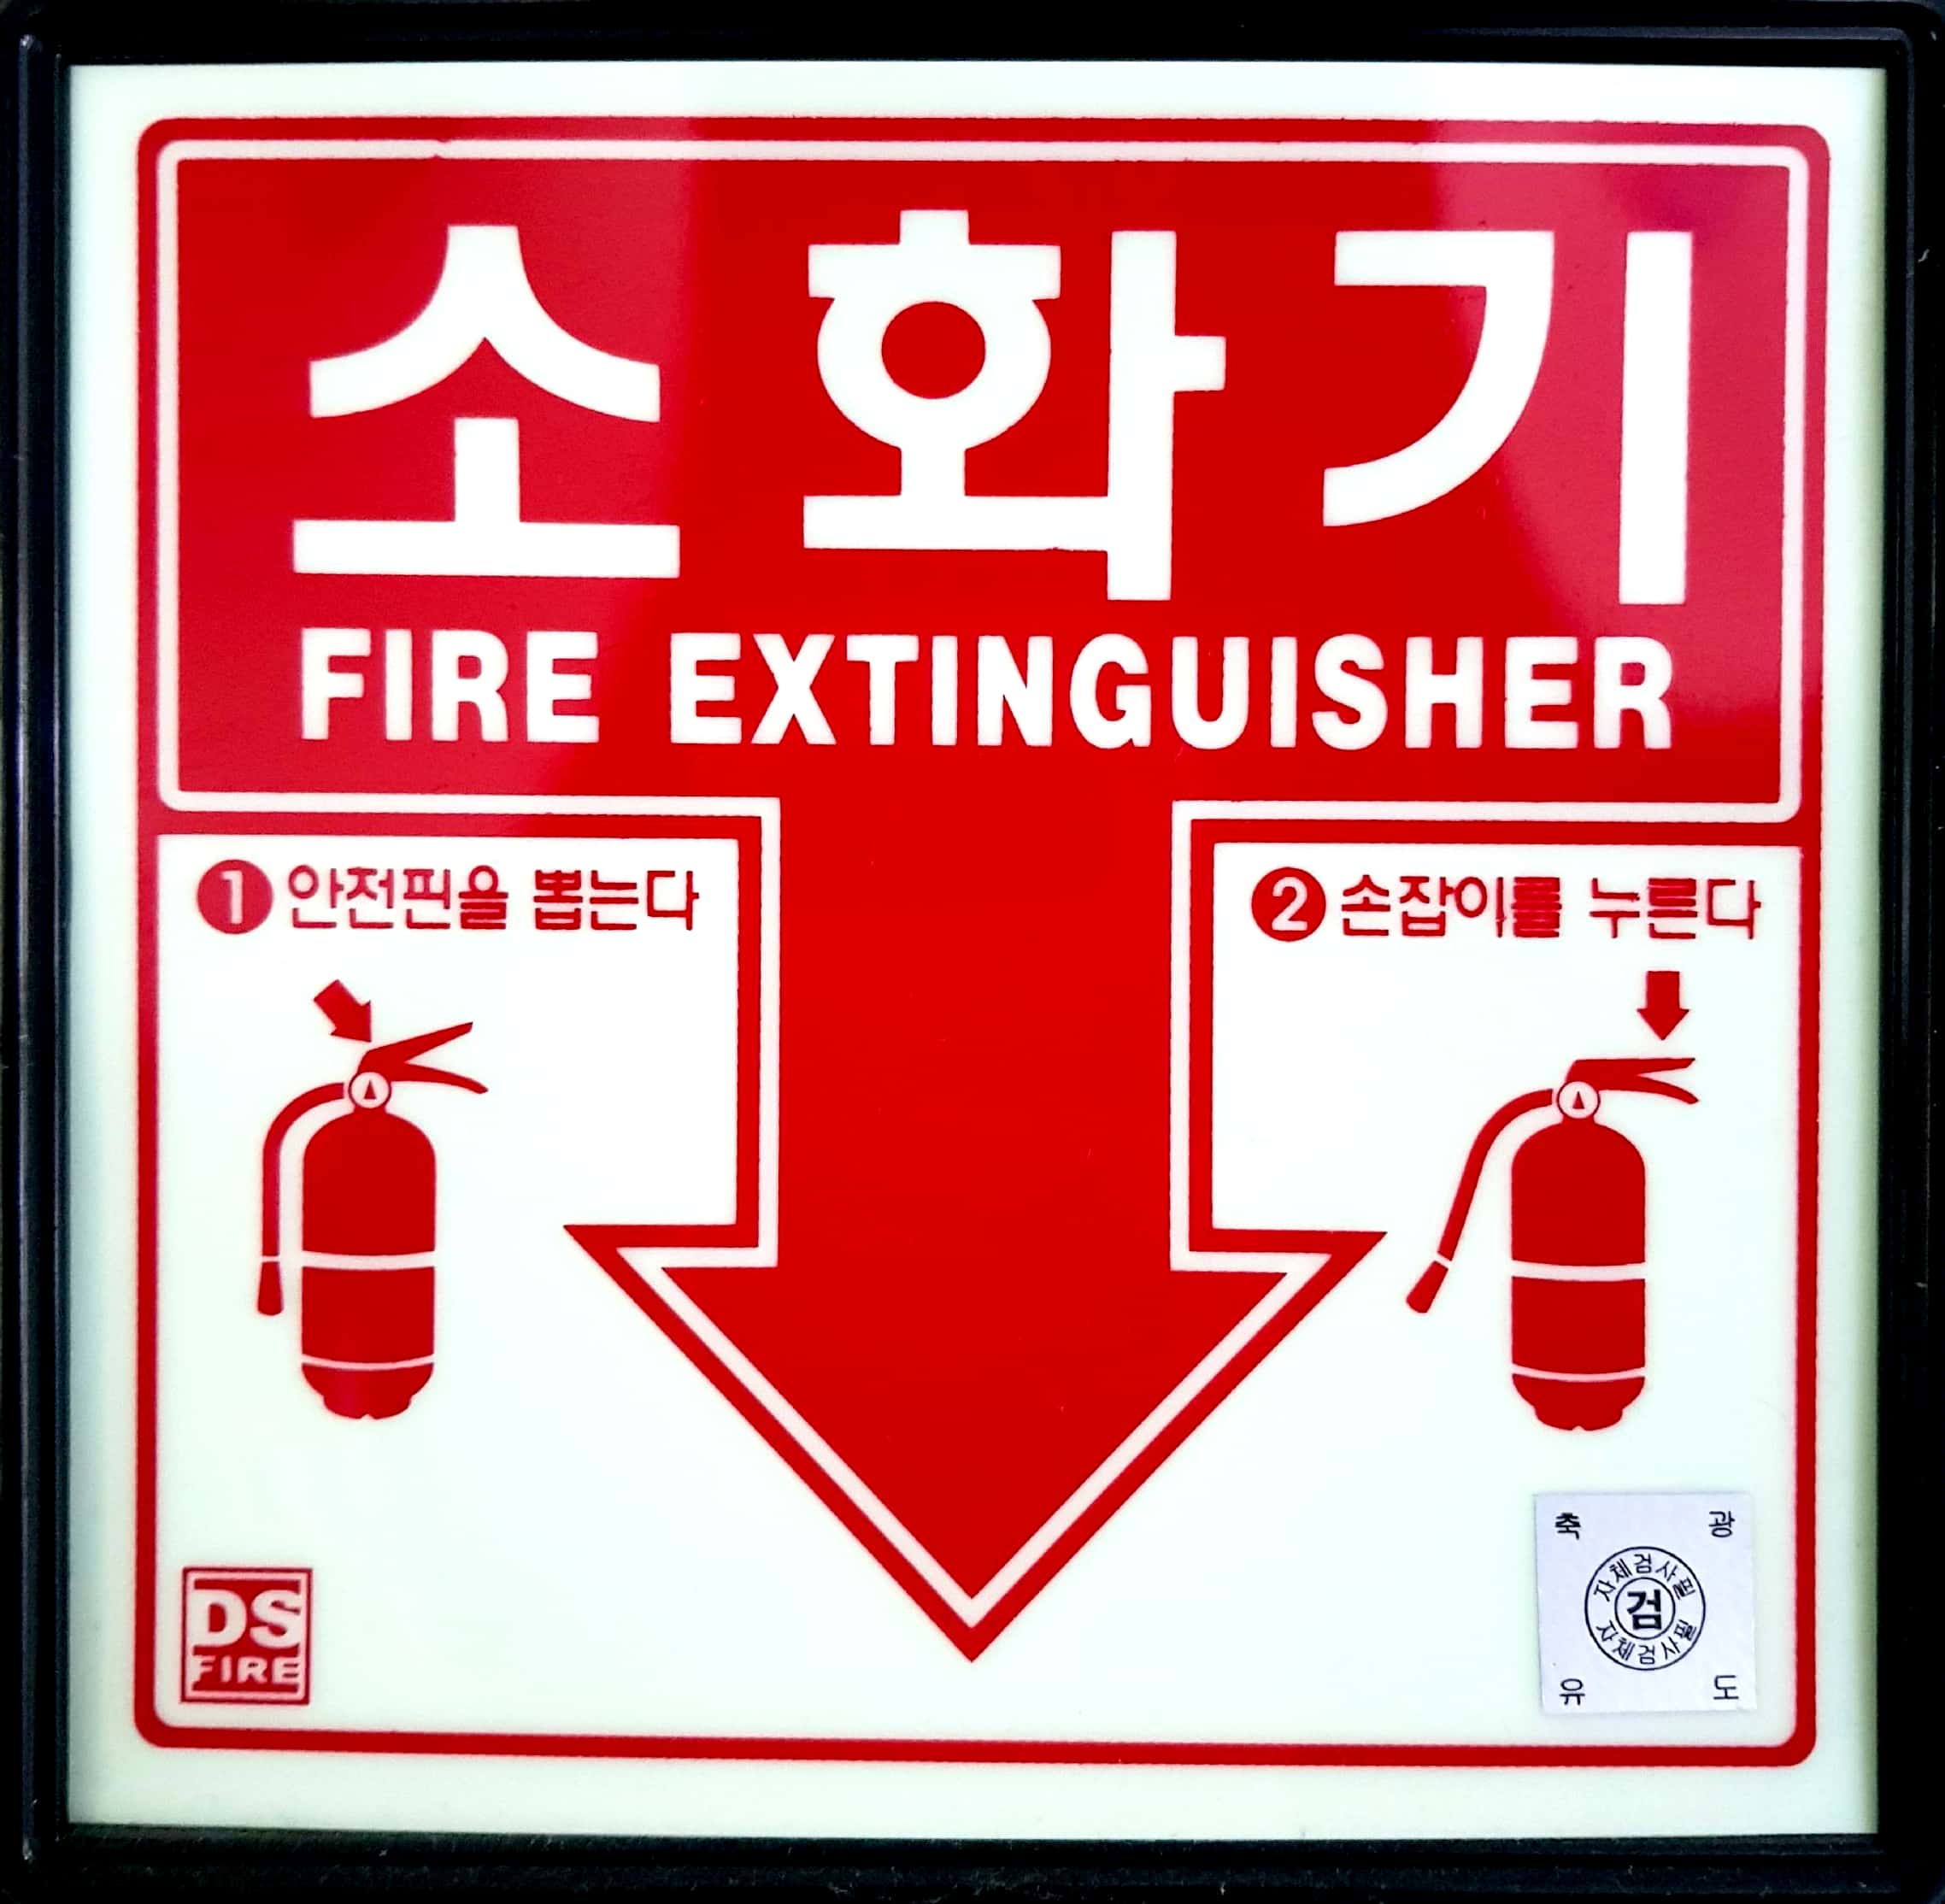 소화기
FIRE EXTINGUISHER
1 안전핀을 뽑는다
2 손잡이를 누른다
축 광
자체검사필
검
자체검사필
유 도
DS
FIRE